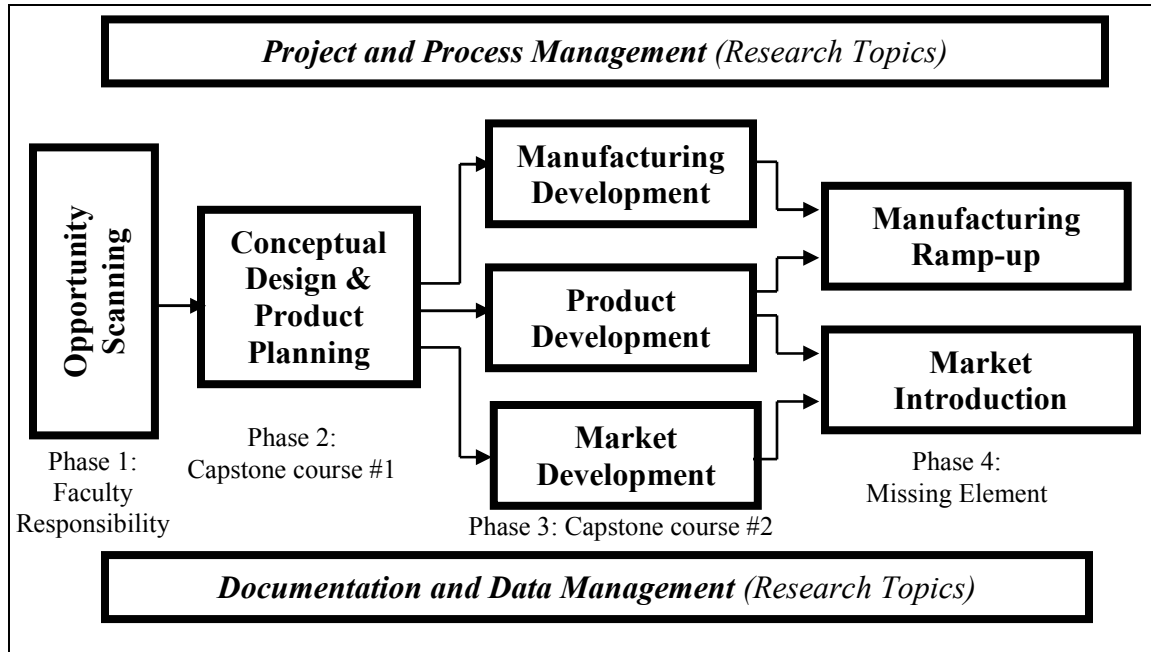 Project and Process Management (Research Topics)
Opportunity
Scanning
Phase 1:
Faculty
Responsibility
Conceptual
Design &
Product
Planning
Phase 2:
Capstone course #1
Manufacturing
Development
Product
Development
Market
Development
Phase 3: Capstone course #2
Manufacturing
Ramp-up
Market
Introduction
Phase 4:
Missing Element
Documentation and Data Management (Research Topics)